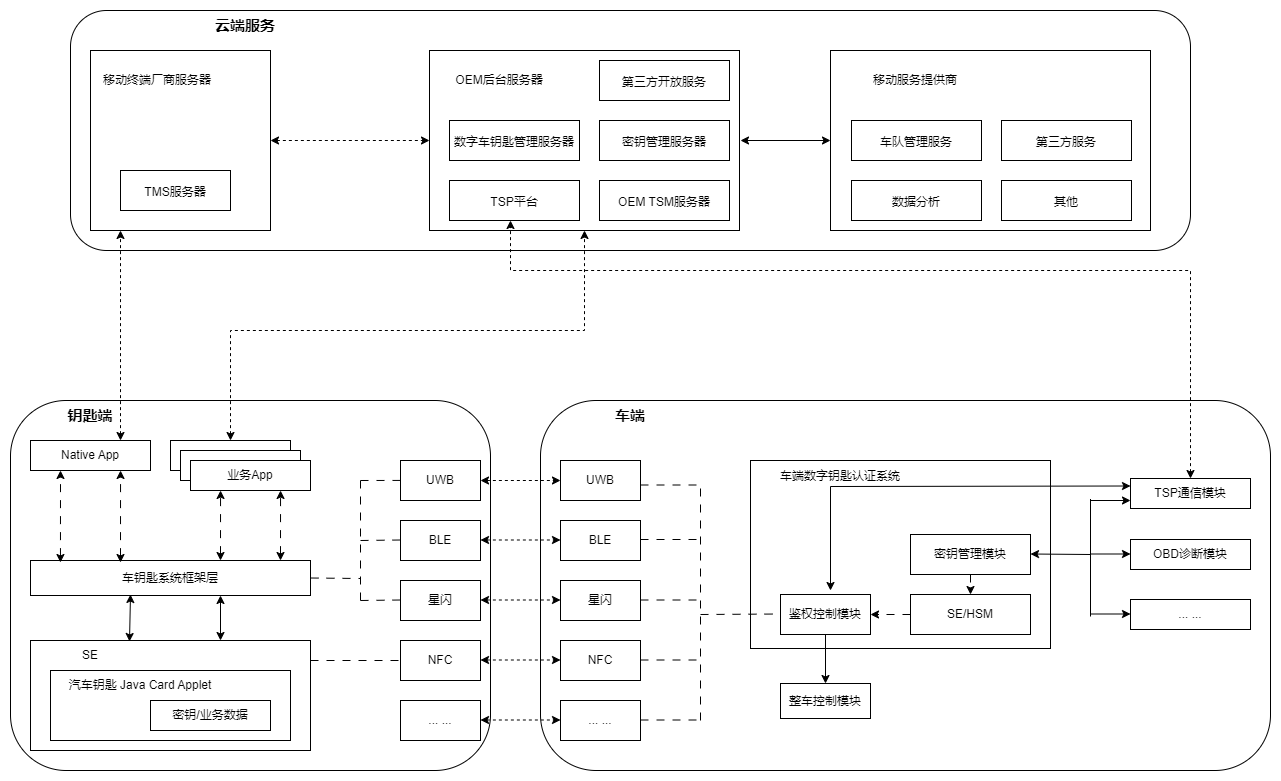 云端服务
移动终端厂商服务器
TMS服务器
OEM后台服务器
第三方开放服务
数字车钥匙管理服务器
密钥管理服务器
TSP平台
OEM TSM服务器
移动服务提供商
车队管理服务
第三方服务
数据分析
其他
钥匙端
Native App
业务App
车钥匙系统框架层
SE
汽车钥匙 Java Card Applet
密钥/业务数据
UWB
BLE
星闪
NFC
... ...
车端
UWB
BLE
星闪
NFC
... ...
车端数字钥匙认证系统
密钥管理模块
鉴权控制模块
SE/HSM
整车控制模块
TSP通信模块
OBD诊断模块
... ...